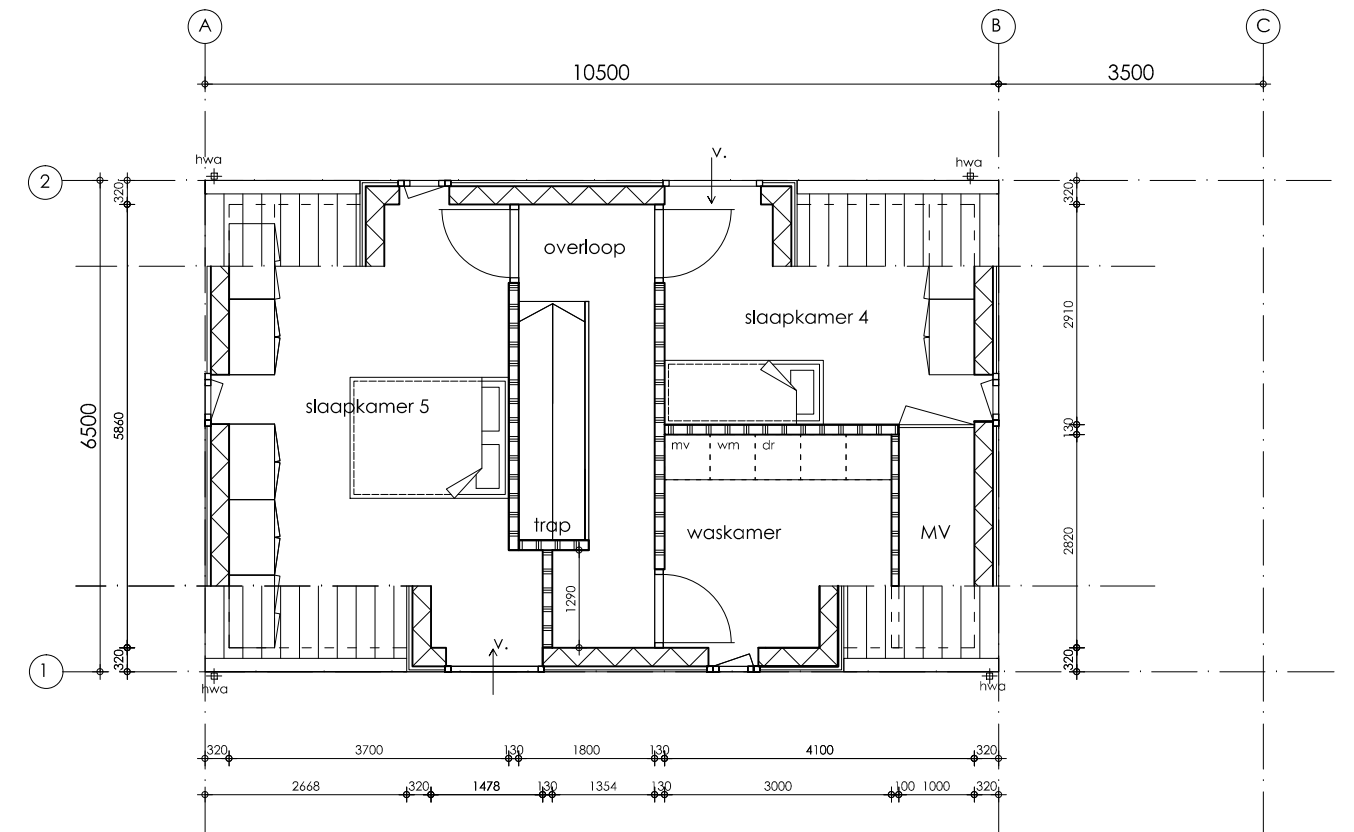 A
B
C
10500
3500
hwa
hwa
v.
2
320
320
overloop
slaapkamer 4
2910
slaapkamer 5
6500
5860
130
mv
wm
dr
trap
waskamer
MV
2820
1290
v.
320
320
1
hwa
hwa
320
3700
130
1800
130
4100
320
2668
320
1478
130
1354
130
3000
100
1000
320